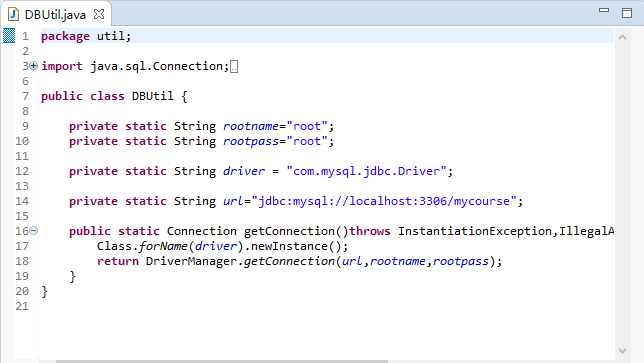 DBUtil.java
1 package util;
2
3 import java.sql.Connection;
6
7 public class DBUtil {
8
9 private static String rootname="root";
10 private static String rootpass="root";
11
12 private static String driver = "com.mysql.jdbc.Driver";
13
14 private static String url="jdbc:mysql://localhost:3306/mycourse";
15
16 public static Connection getConnection()throws InstantiationException,IllegalA
17 Class.forName(driver).newInstance();
18 return DriverManager.getConnection(url,rootname,rootpass);
19 }
20 }
21